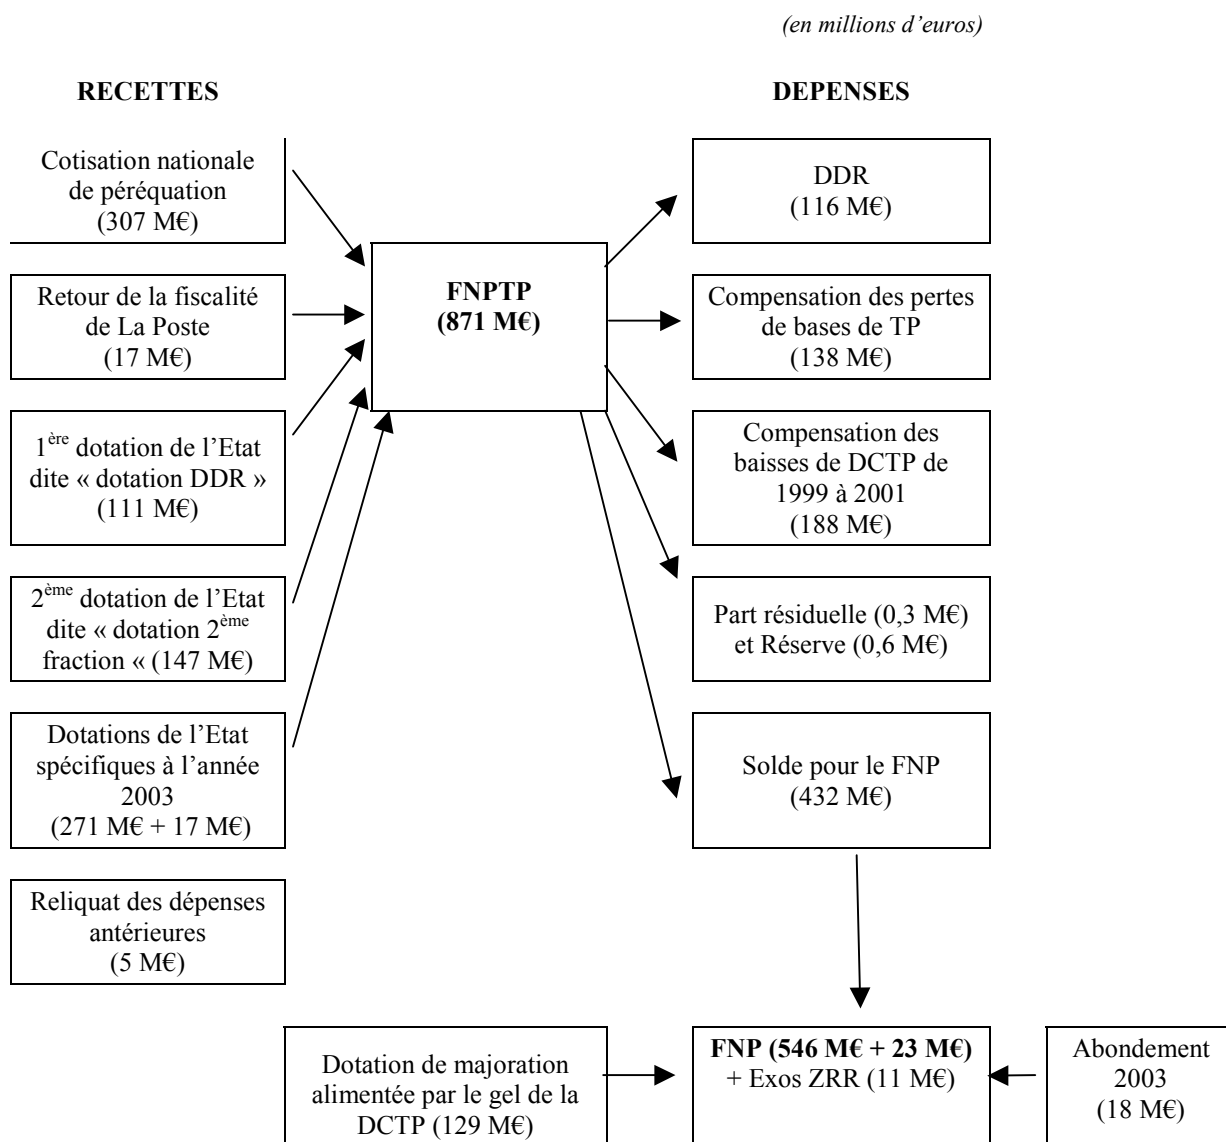 (en millions d’euros)
RECETTES
DEPENSES
Cotisation nationale
de péréquation
(307 M€)
Retour de la fiscalité
de La Poste
(17 M€)
1ère dotation de l’Etat
dite « dotation DDR »
(111 M€)
2ème dotation de l’Etat
dite « dotation 2ème
fraction « (147 M€)
Dotations de l’Etat
spécifiques à l’année
2003
(271 M€ + 17 M€)
Reliquat des dépenses
antérieures
(5 M€)
FNPTP
(871 M€)
DDR
(116 M€)
Compensation des pertes
de bases de TP
(138 M€)
Compensation des
baisses de DCTP de
1999 à 2001
(188 M€)
Part résiduelle (0,3 M€)
et Réserve (0,6 M€)
Solde pour le FNP
(432 M€)
Dotation de majoration
alimentée par le gel de la
DCTP (129 M€)
FNP (546 M€ + 23 M€)
+ Exos ZRR (11 M€)
Abondement
2003
(18 M€)